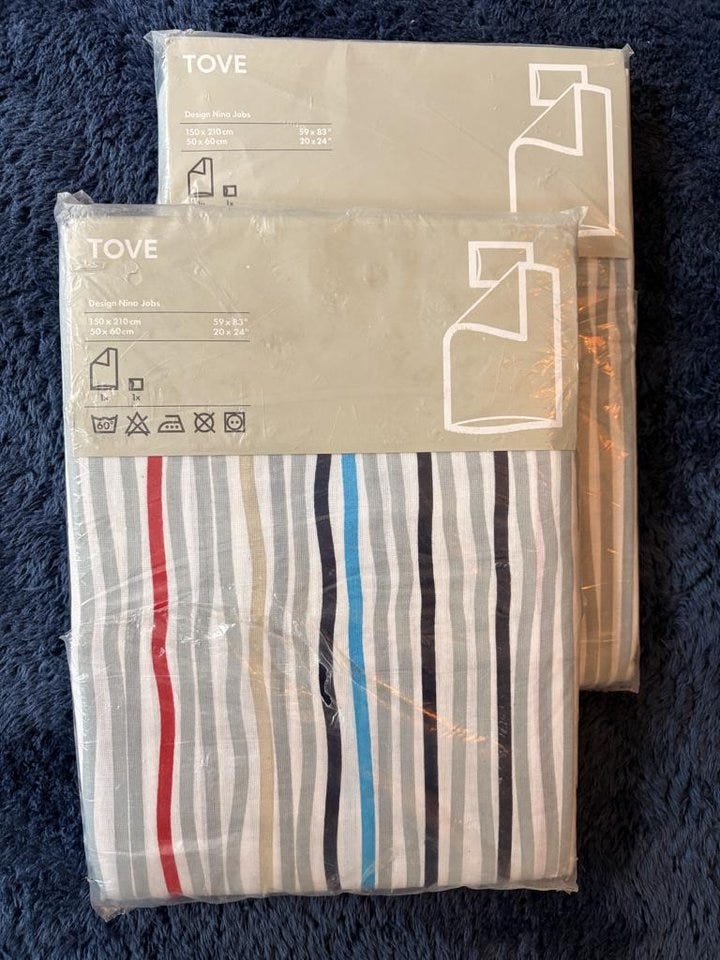 TOVE
Design Nina Jobs
150 x 210 cm 59 x 83"
50 x 60 cm 20 x 24"
1x
TOVE
Design Nina Jobs
150 x 210 cm 59 x 83"
50 x 60 cm 20 x 24"
1x 1x
60°